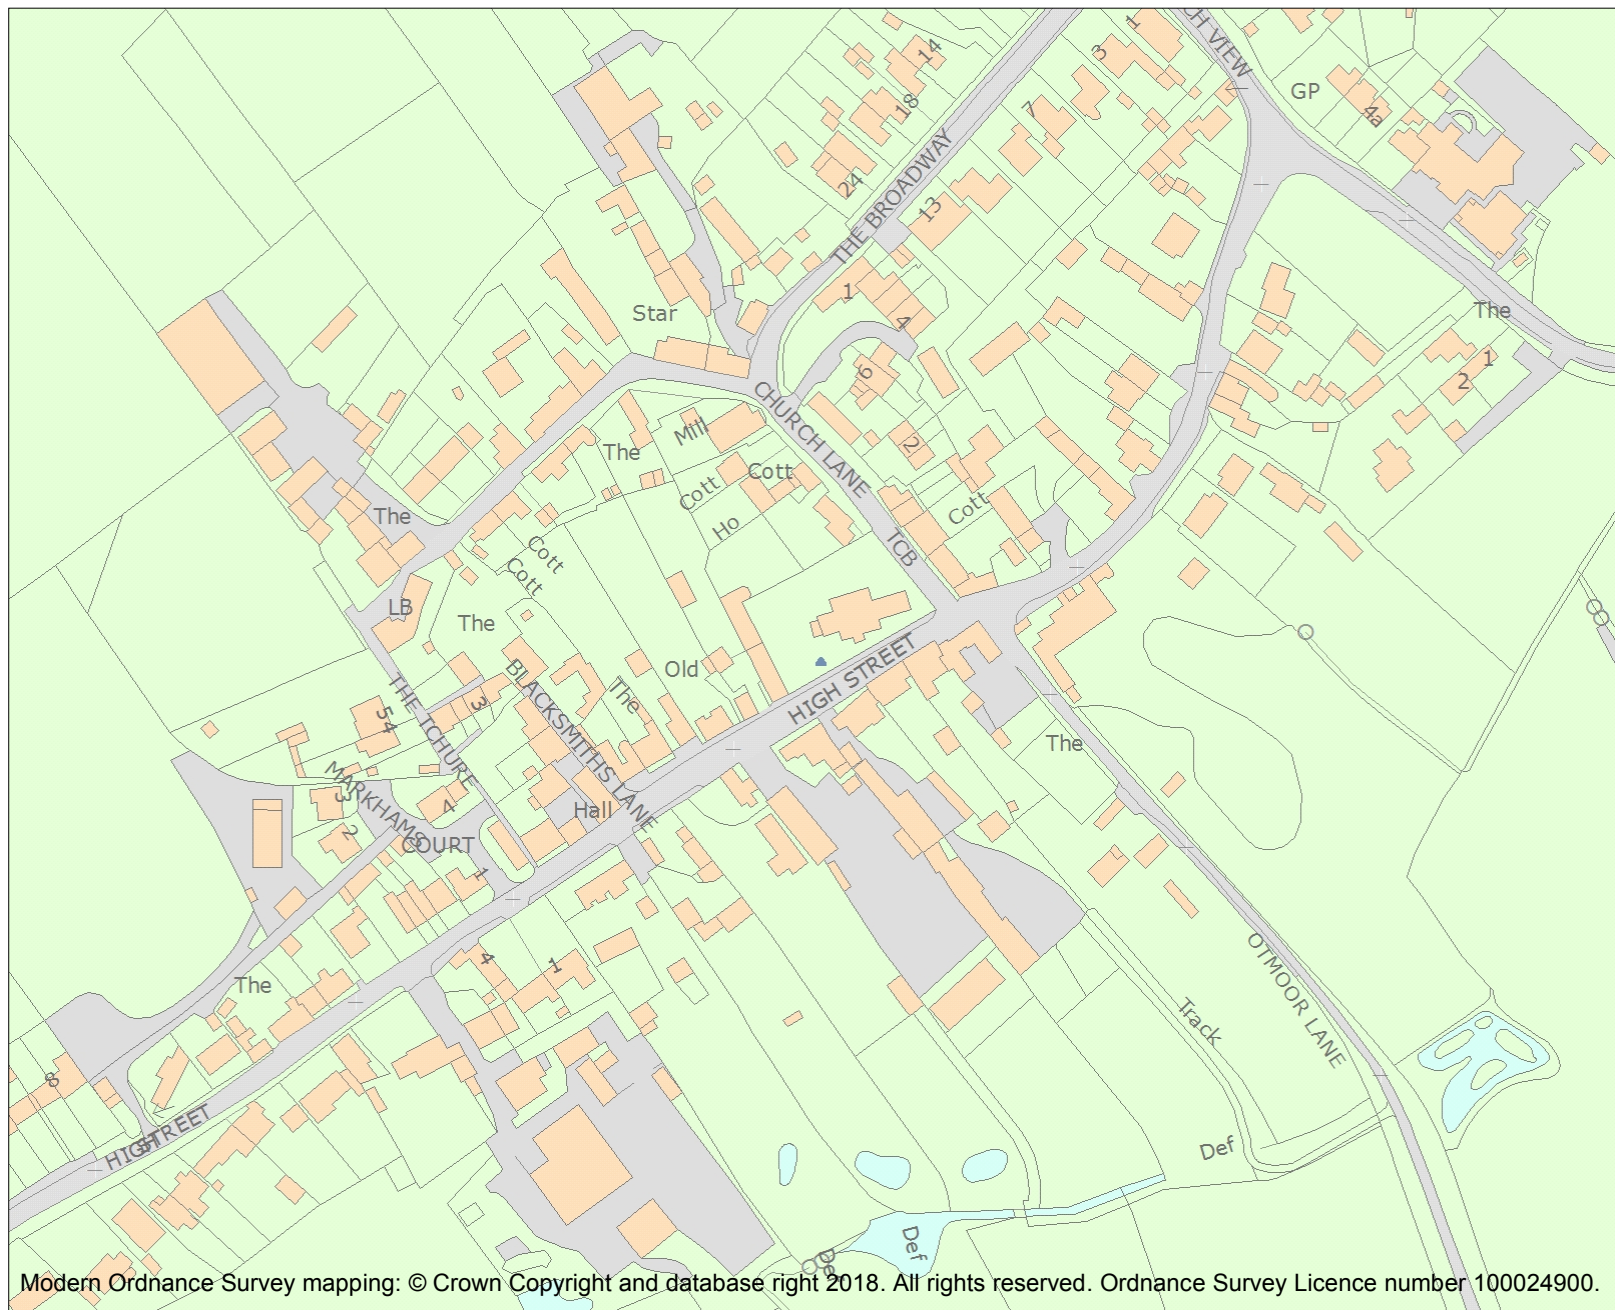 14
18
24
THE BROADWAY
1
3
7
13
CH VIEW
GP
4a
Star
1
4
6
The
1
2
CHURCH LANE
2
The
Mill
Cott
Cott
Ho
TCB
Cott
The
Cott
Cott
LB
The
Old
The
HIGH STREET
The
54
THE TCHURE
3
BLACKSMITHS LANE
MARKHAMS
COURT
3
2
4
1
Hall
4
1
The
8
HIGH STREET
Track
OTMOOR LANE
Def
Def
Def
Modern Ordnance Survey mapping: © Crown Copyright and database right 2018. All rights reserved. Ordnance Survey Licence number 100024900.